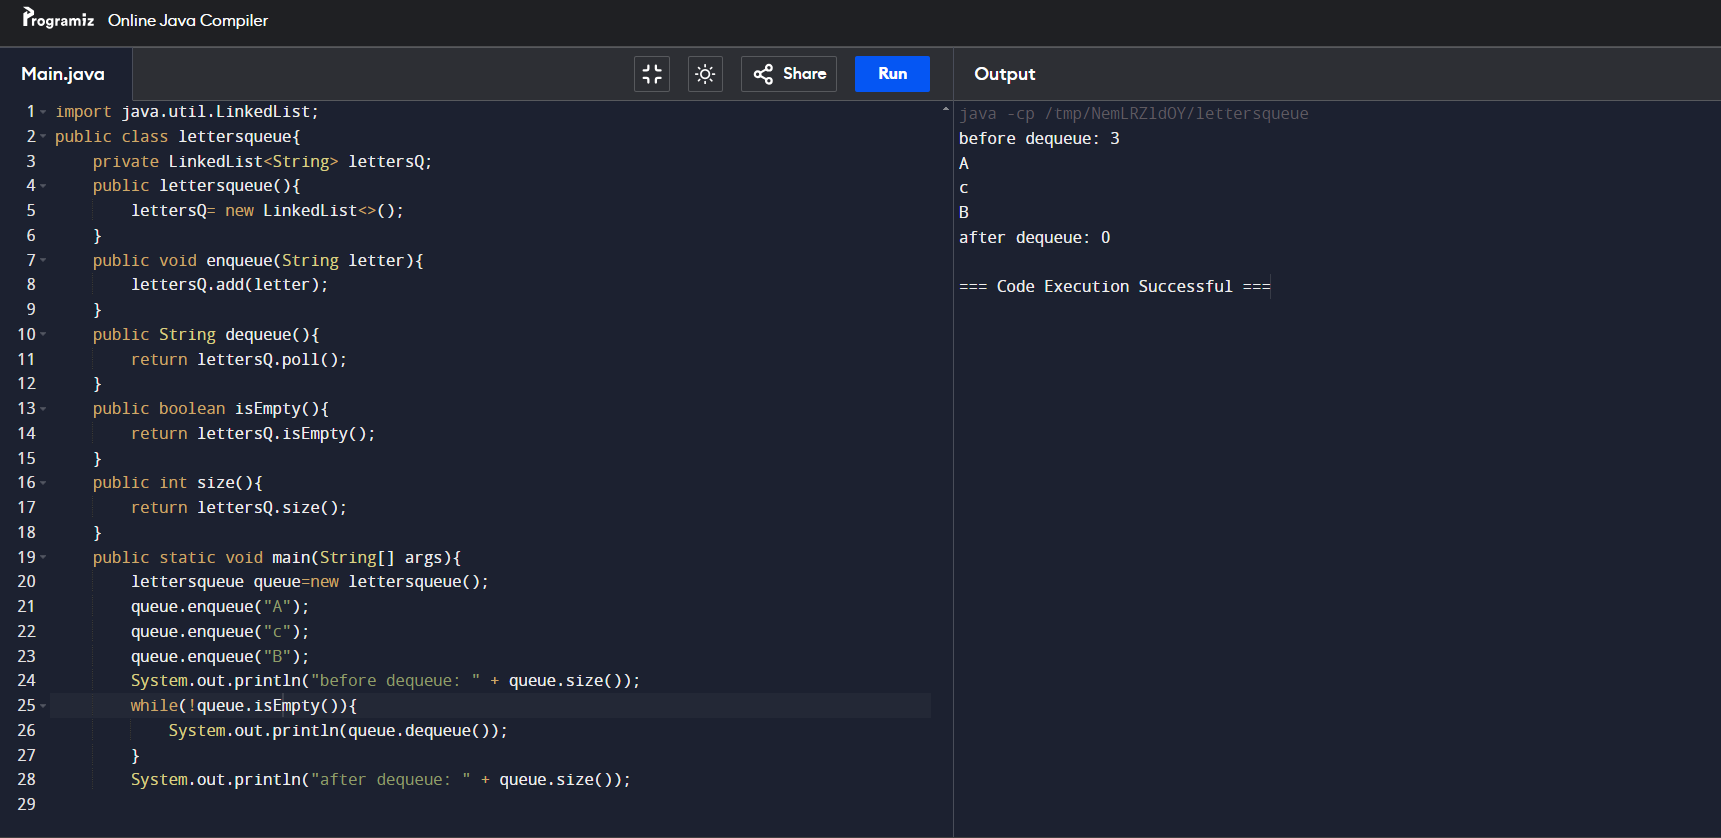 Programiz Online Java Compiler
Main.java
Share
Run
Output
1 import java.util.LinkedList;
2 public class lettersqueue{
3     private LinkedList<String> lettersQ;
4     public lettersqueue(){
5         lettersQ= new LinkedList<>();
6     }
7     public void enqueue(String letter){
8         lettersQ.add(letter);
9     }
10     public String dequeue(){
11         return lettersQ.poll();
12     }
13     public boolean isEmpty(){
14         return lettersQ.isEmpty();
15     }
16     public int size(){
17         return lettersQ.size();
18     }
19     public static void main(String[] args){
20         lettersqueue queue=new lettersqueue();
21         queue.enqueue("A");
22         queue.enqueue("c");
23         queue.enqueue("B");
24         System.out.println("before dequeue: " + queue.size());
25         while(!queue.isEmpty()){
26             System.out.println(queue.dequeue());
27         }
28         System.out.println("after dequeue: " + queue.size());
29
java -cp /tmp/NemLRZldOY/lettersqueue
before dequeue: 3
A
c
B
after dequeue: 0
=== Code Execution Successful ===